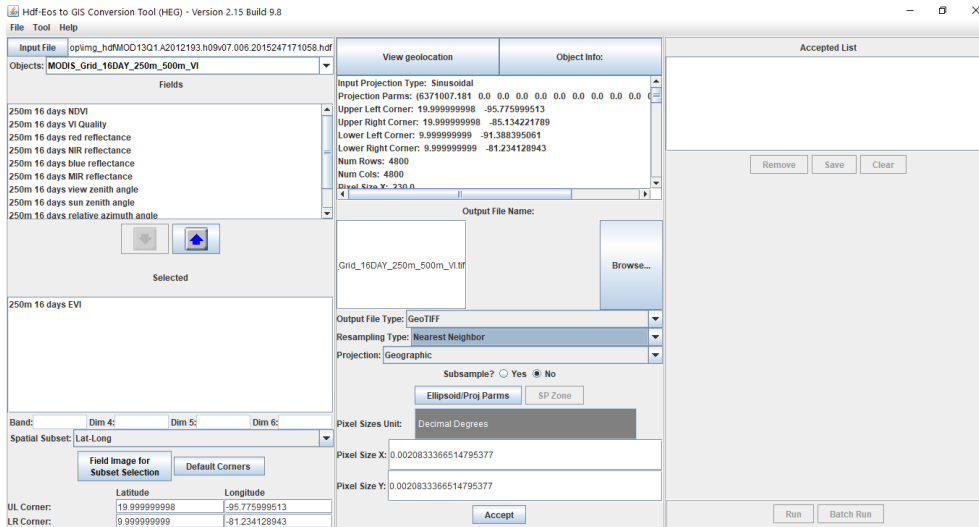 Hdf-Eos to GIS Conversion Tool (HEG) - Version 2.15 Build 9.8
File Tool Help
Input File op\img_hdf\MOD13Q1.A2012193.h09v07.006.2015247171058.hdf
Objects: MODIS_Grid_16DAY_250m_500m_VI
Fields
250m 16 days NDVI
250m 16 days VI Quality
250m 16 days red reflectance
250m 16 days NIR reflectance
250m 16 days blue reflectance
250m 16 days MIR reflectance
250m 16 days view zenith angle
250m 16 days sun zenith angle
250m 16 days relative azimuth angle
Selected
250m 16 days EVI
Band: Dim 4: Dim 5: Dim 6:
Spatial Subset: Lat-Long
Field Image for
Subset Selection
Default Corners
Latitude Longitude
UL Corner: 19.999999998 -95.775999513
LR Corner: 9.999999999 -81.234128943
View geolocation Object Info:
Input Projection Type: Sinusoidal
Projection Parms: (6371007.181 0.0 0.0 0.0 0.0 0.0 0.0 0.0 0.0
Upper Left Corner: 19.999999998 -95.775999513
Upper Right Corner: 19.999999998 -85.134221789
Lower Left Corner: 9.999999999 -91.388395061
Lower Right Corner: 9.999999999 -81.234128943
Num Rows: 4800
Num Cols: 4800
Pixel Size X: 230.0
Output File Name:
Grid_16DAY_250m_500m_VI.tif
Browse...
Output File Type: GeoTIFF
Resampling Type: Nearest Neighbor
Projection: Geographic
Subsample? Yes No
Ellipsoid/Proj Parms SP Zone
Pixel Sizes Unit: Decimal Degrees
Pixel Size X: 0.0020833366514795377
Pixel Size Y: 0.0020833366514795377
Accept
Accepted List
Remove Save Clear
Run Batch Run